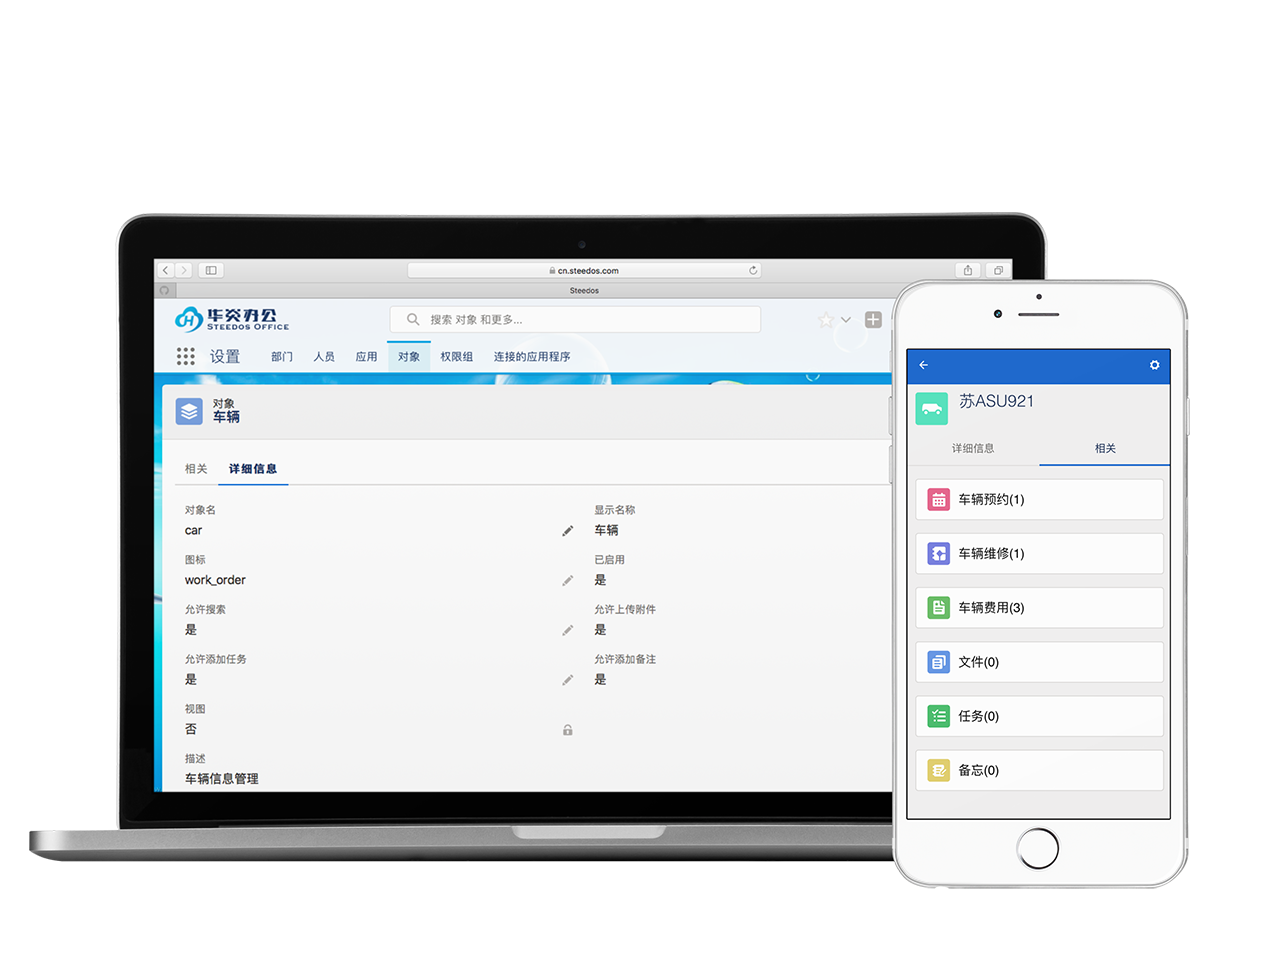 cn.steedos.com
Steedos
华炎办公
STEEDOS OFFICE
搜索 对象 和更多...
设置 部门 人员 应用 对象 权限组 连接的应用程序
对象
车辆
相关 详细信息
对象名 显示名称
car 车辆
图标 已启用
work_order 是
允许搜索 允许上传附件
是 是
允许添加任务 允许添加备注
是 是
视图
否
描述
车辆信息管理
苏ASU921
详细信息 相关
车辆预约(1)
车辆维修(1)
车辆费用(3)
文件(0)
任务(0)
备忘(0)